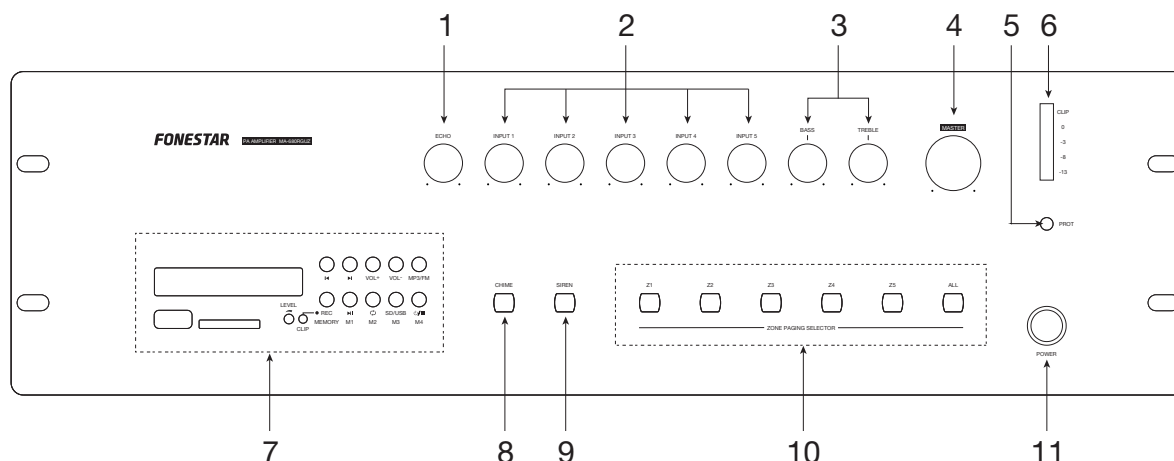 1 2 3 4 5 6
FONESTAR PA AMPLIFIER MA-680RGUZ
ECHO INPUT 1 INPUT 2 INPUT 3 INPUT 4 INPUT 5 BASS TREBLE MASTER
CLIP
0
-3
-8
-13
PROT
VOL+ VOL- MP3/FM
LEVEL
CLIP
REC
MEMORY M1 M2 SD/USB M3 M4
CHIME SIREN Z1 Z2 Z3 Z4 Z5 ALL
ZONE PAGING SELECTOR
POWER
7 8 9 10 11